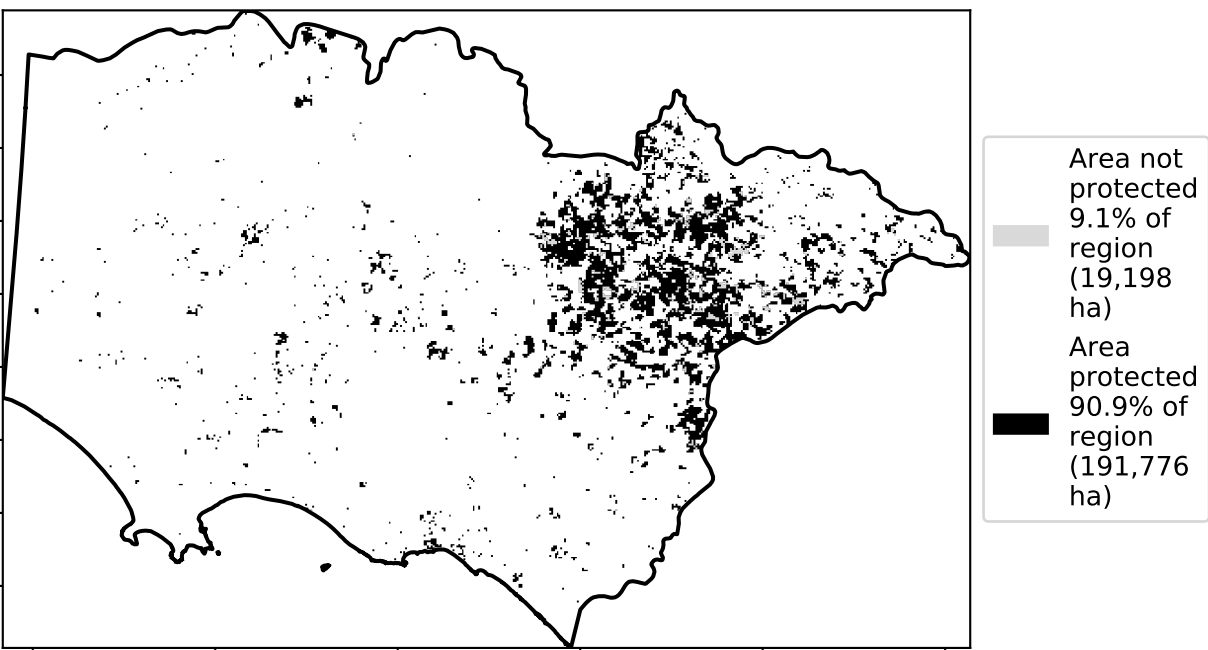 Area not
protected
9.1% of
region
(19,198
ha)
Area
protected
90.9% of
region
(191,776
ha)